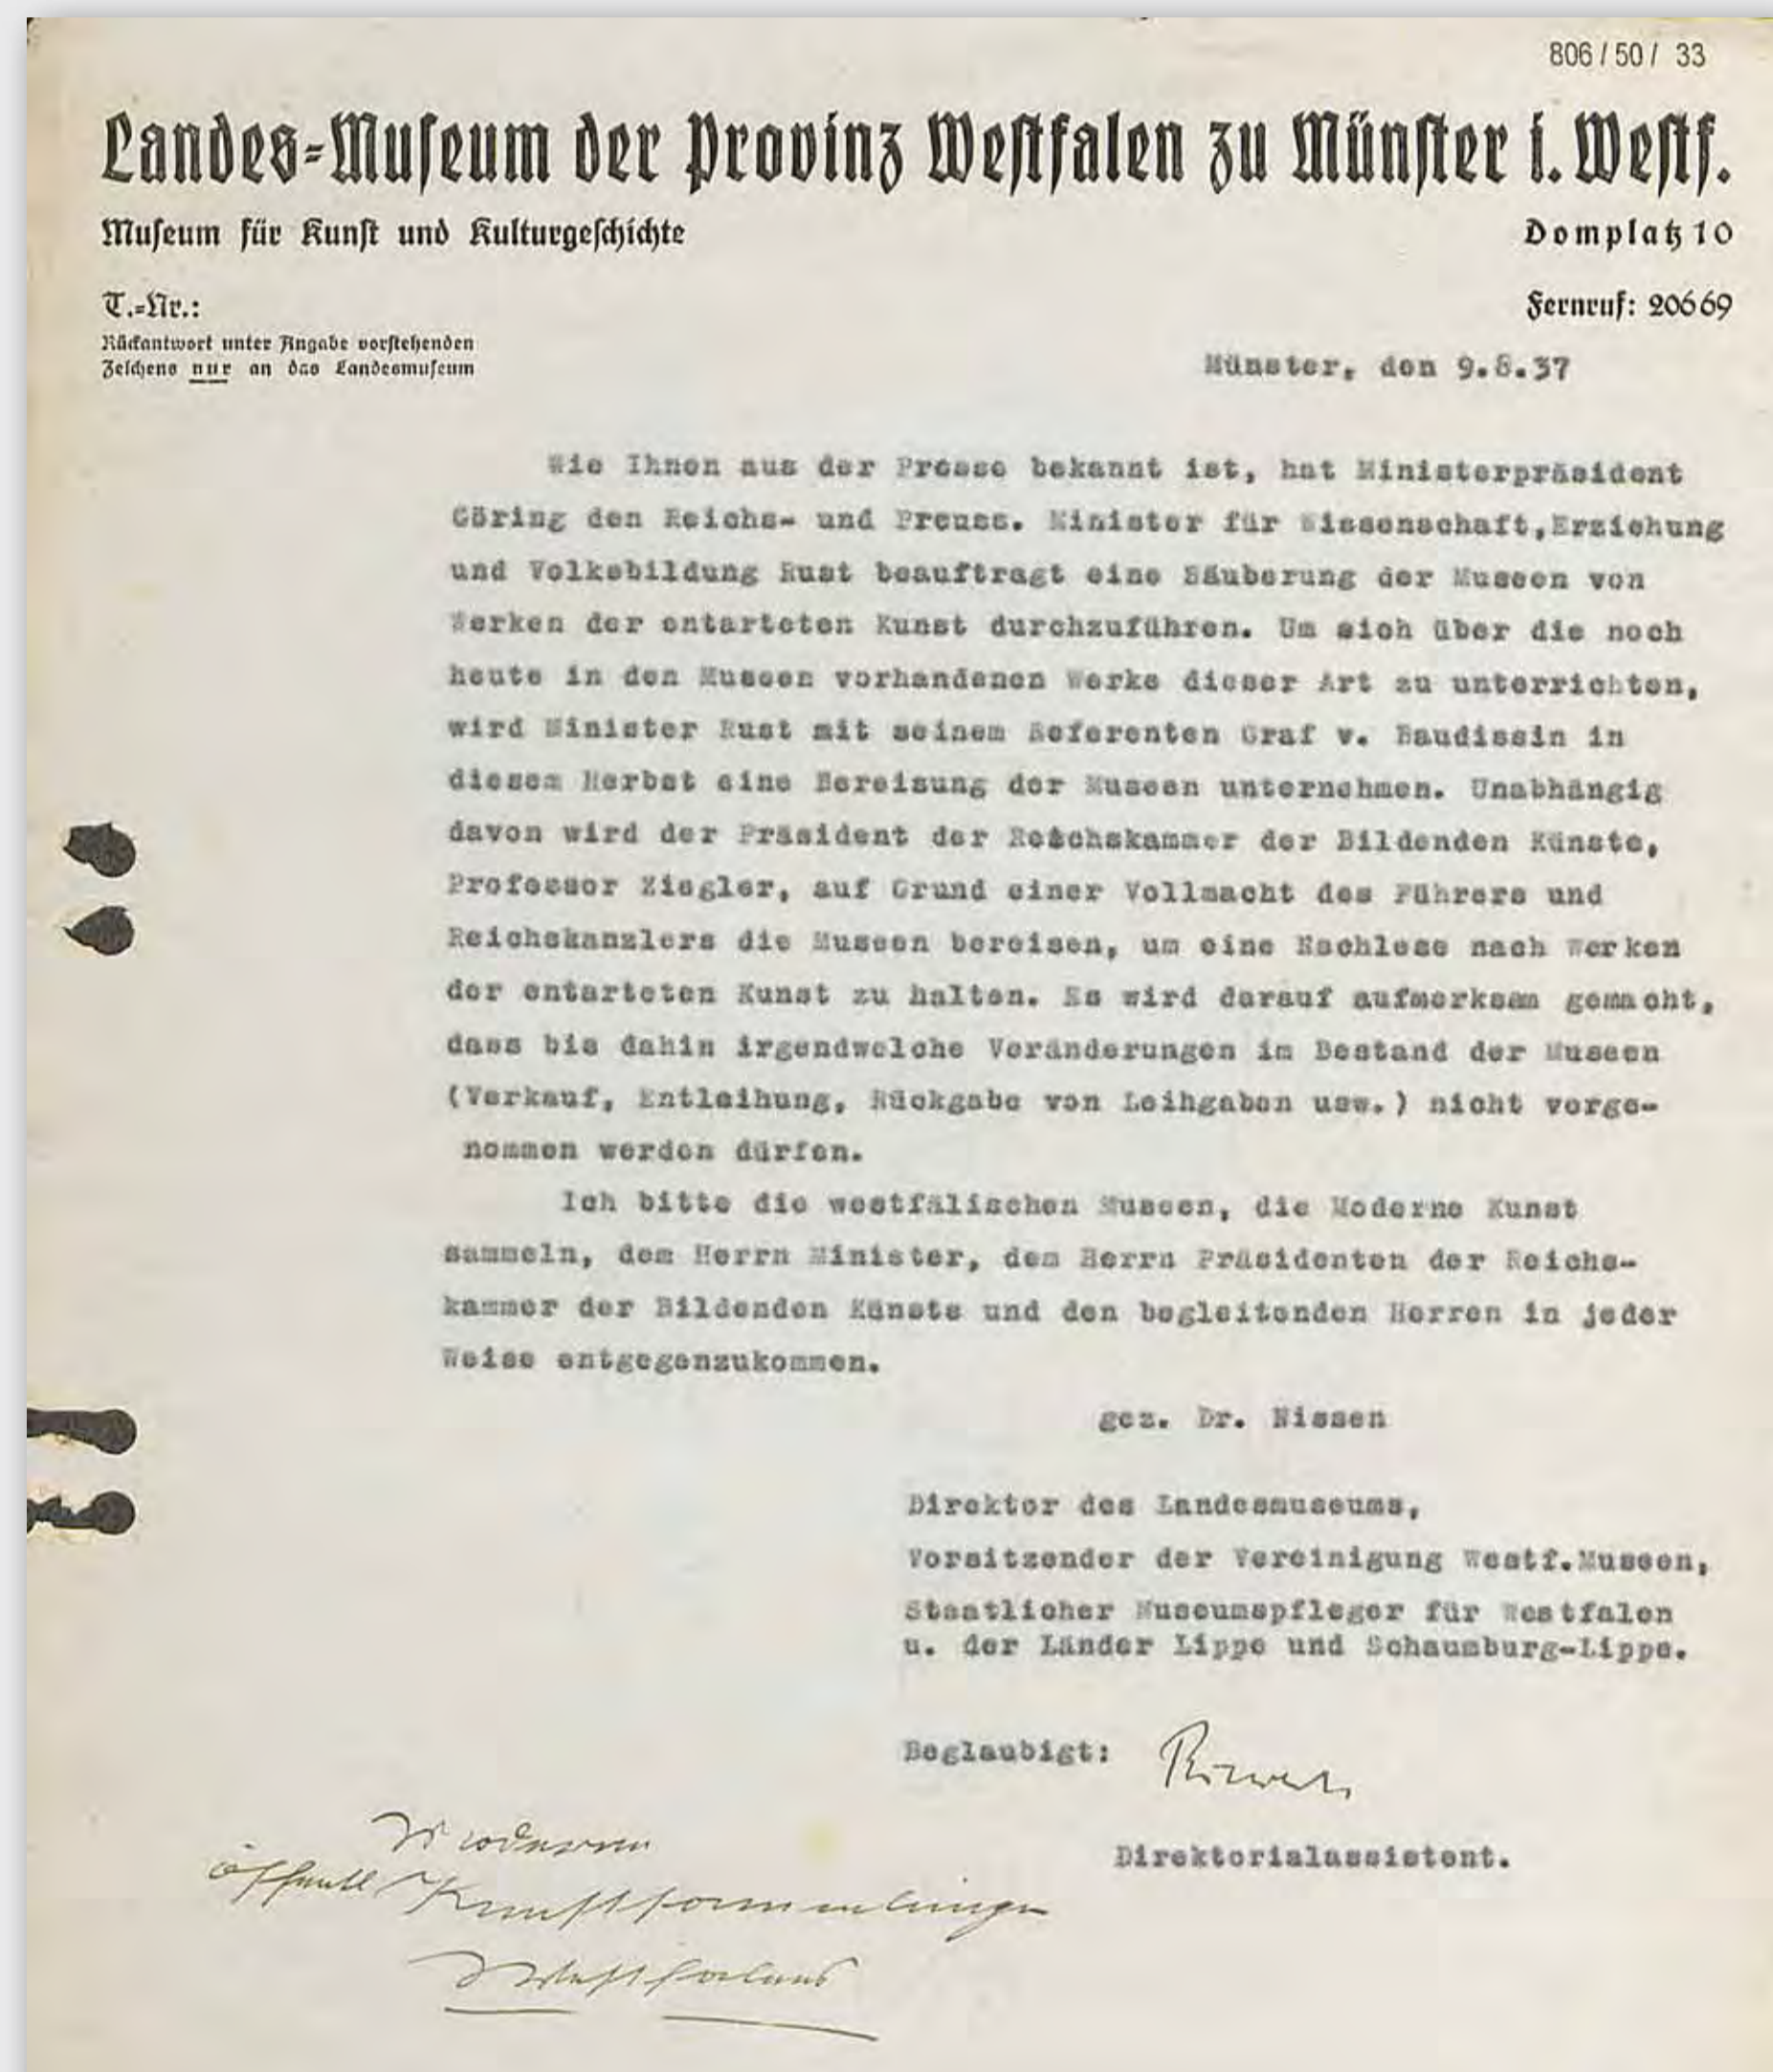 806 / 50 / 33
Landes=Muſeum der Provinz Weſtfalen zu Münſter i. Weſtf.
Muſeum für Kunſt und Kulturgeſchichte
Domplatz 10
T.=Nr.:
Fernruf: 20669
Rückantwort unter Angabe vorſtehenden
Zeichens nur an das Landesmuſeum
Münster, den 9.8.37
Wie Ihnen aus der Presse bekannt ist, hat Ministerpräsident
Göring den Reichs- und Preuss. Minister für Wissenschaft,Erziehung
und Volksbildung Rust beauftragt eine Säuberung der Museen von
Werken der entarteten Kunst durchzuführen. Um sich über die noch
heute in den Museen vorhandenen Werke dieser Art zu unterrichten,
wird Minister Rust mit seinem Referenten Graf v. Baudissin in
diesem Herbst eine Bereisung der Museen unternehmen. Unabhängig
davon wird der Präsident der Reichskammer der Bildenden Künste,
Professor Ziegler, auf Grund einer Vollmacht des Führers und
Reichskanzlers die Museen bereisen, um eine Nachlese nach Werken
der entarteten Kunst zu halten. Es wird darauf aufmerksam gemacht,
dass bis dahin irgendwelche Veränderungen im Bestand der Museen
(Verkauf, Entleihung, Rückgabe von Leihgaben usw.) nicht vorge-
nommen werden dürfen.
Ich bitte die westfälischen Museen, die Moderne Kunst
sammeln, dem Herrn Minister, dem Herrn Präsidenten der Reichs-
kammer der Bildenden Künste und den begleitenden Herren in jeder
Weise entgegenzukommen.
gez. Dr. Nissen
Direktor des Landesmuseums,
Vorsitzender der Vereinigung Westf.Museen,
Staatlicher Museumspfleger für Westfalen
u. der Länder Lippe und Schaumburg-Lippe.
Beglaubigt:
Direktorialassistent.
Moderne
öffentl Kunstsammlungen
Westfalens